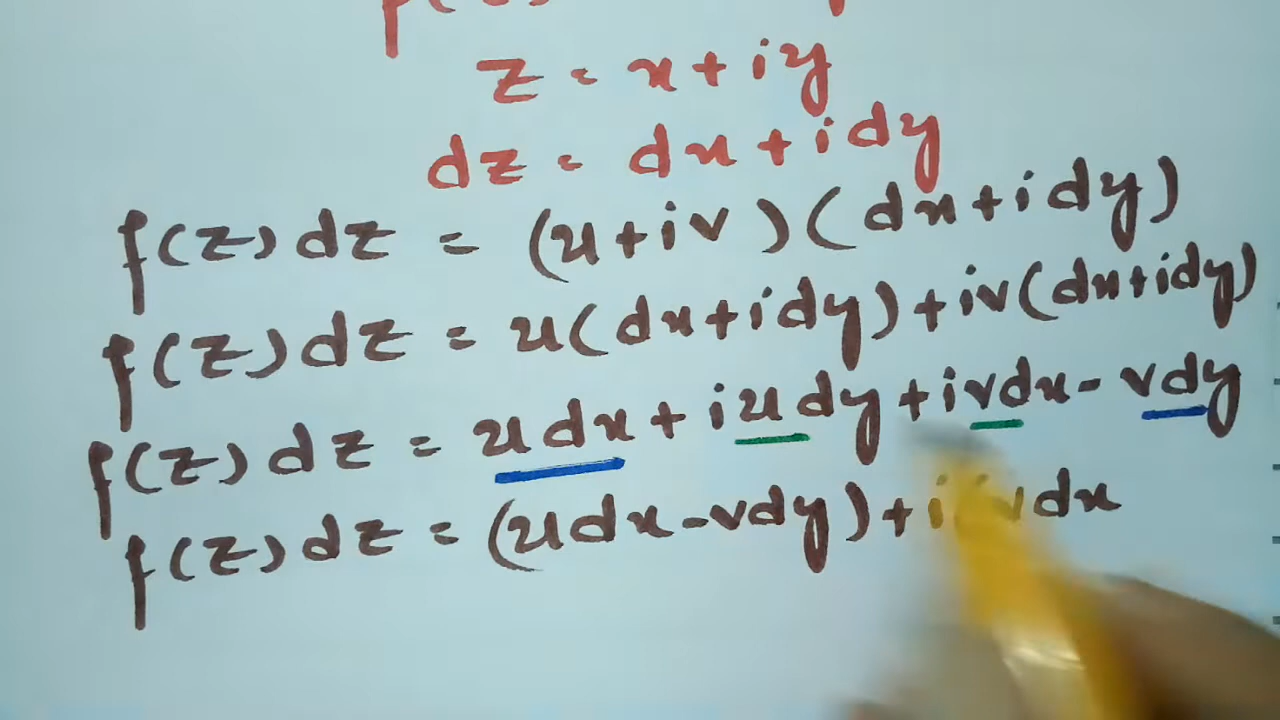 z = x + iy
dz = dx + idy
f(z) dz = (u + iv) (dx + idy)
f(z) dz = u(dx + idy) + iv(dx + idy)
f(z) dz = udx + iudy + ivdx - vdy
f(z) dz = (udx - vdy) + i(vdx